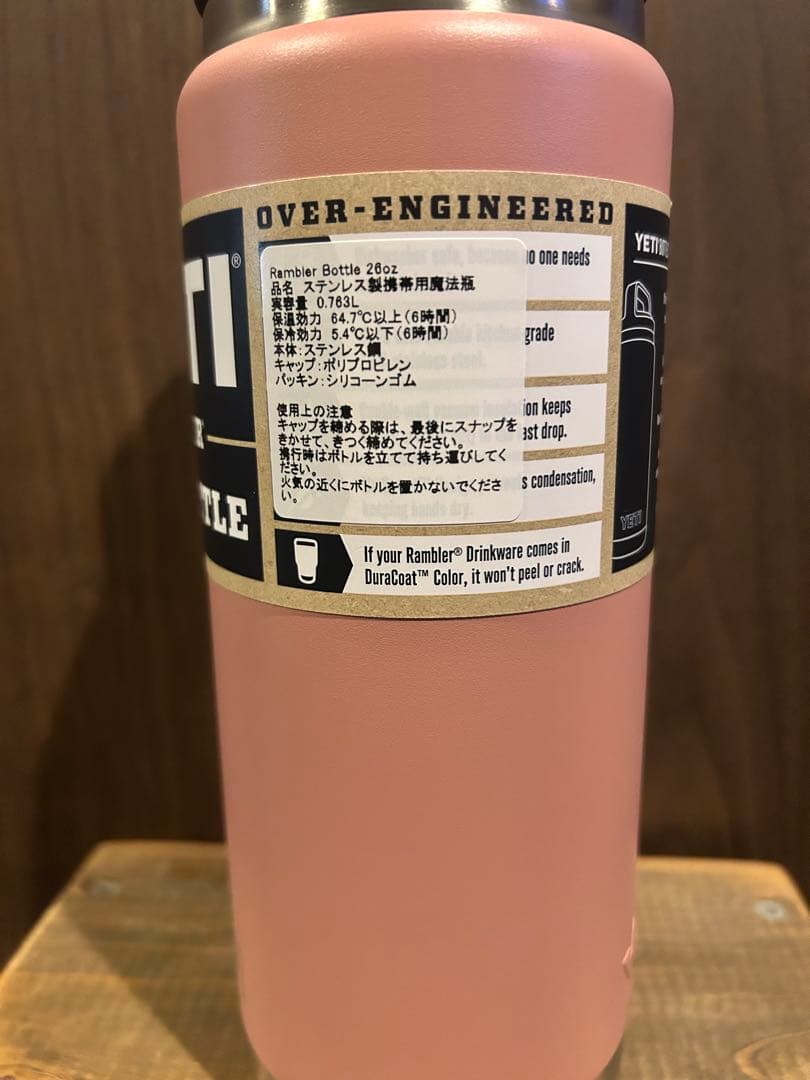 OVER-ENGINEERED
TI®
R
TTLE
Rambler Bottle 26oz
品名 ステンレス製携帯用魔法瓶
実容量 0.763L
保温効力 64.7℃以上(6時間)
保冷効力 5.4℃以下(6時間)
本体:ステンレス鋼
キャップ:ポリプロピレン
パッキン:シリコーンゴム
使用上の注意
キャップを締める際は、最後にスナップを
きかせて、きつく締めてください。
携行時はボトルを立てて持ち運びしてく
ださい。
火気の近くにボトルを置かないでくださ
い。
no one needs
grade
ion keeps
ast drop.
s condensation,
keeping hands dry.
If your Rambler® Drinkware comes in
DuraCoat™ Color, it won't peel or crack.
YETI
YETI